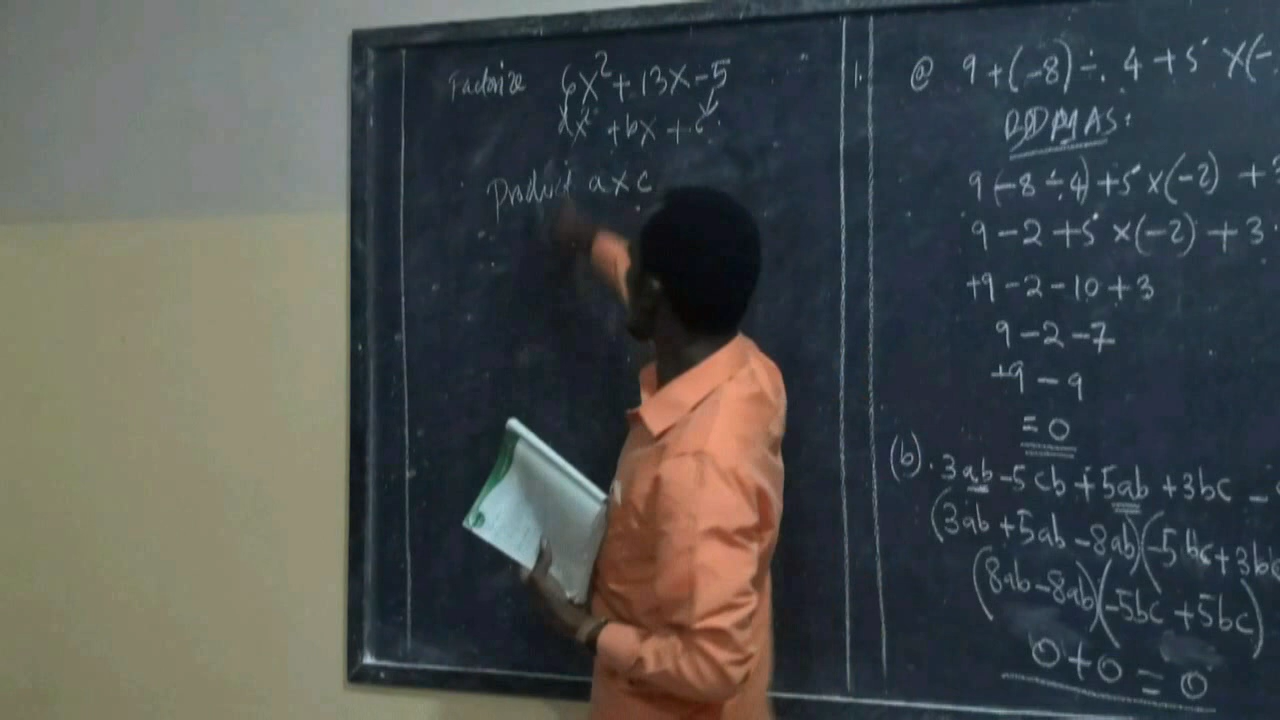 Factorize 6x² + 13x - 5
ax² + bx + c
Product a x c
1. @ 9 + (-8) ÷ 4 + 5 × (-
BODMAS:
9 (-8 ÷ 4) + 5 × (-2) + 3
9 - 2 + 5 × (-2) + 3
+9 - 2 - 10 + 3
9 - 2 - 7
+9 - 9
= 0
(b). 3ab - 5cb + 5ab + 3bc -
(3ab + 5ab - 8ab)(-5bc + 3b
(8ab - 8ab)(-5bc + 5bc)
0 + 0 = 0